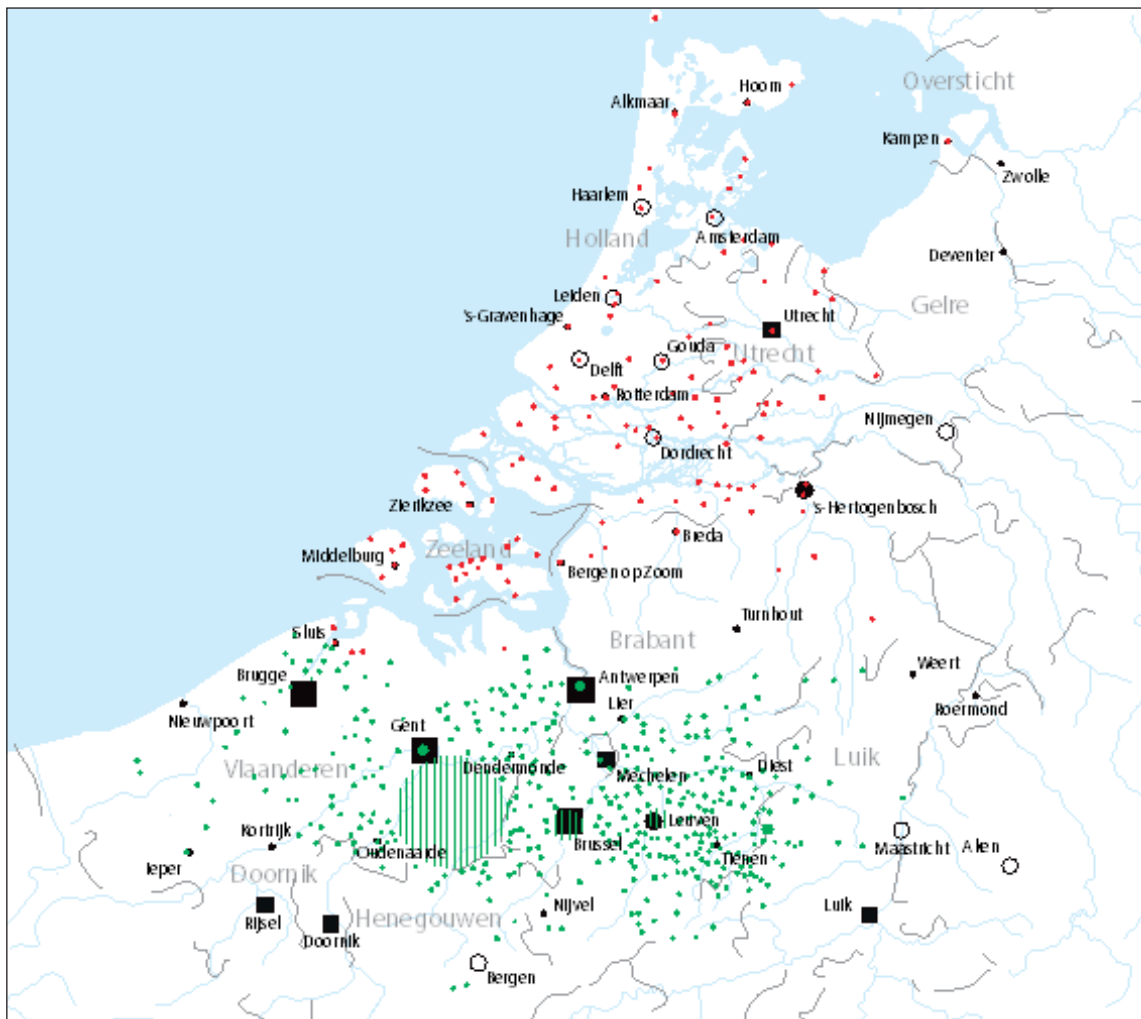 Hoorn
Oversticht
Alkmaar
Kampen
Zwolle
Haarlem
Holland
Amsterdam
Deventer
Leiden
Gelre
's-Gravenhage
Utrecht
Gouda
Utrecht
Delft
Rotterdam
Nijmegen
Dordrecht
Zierikzee
's-Hertogenbosch
Breda
Zeeland
Middelburg
Bergen op Zoom
Turnhout
Sluis
Brabant
Weert
Brugge
Antwerpen
Lier
Roermond
Nieuwpoort
Gent
Luik
Vlaanderen
Dendermonde
Diest
Mechelen
Leuven
Kortrijk
Brussel
Oudenaarde
Tienen
Maastricht
Aken
Ieper
Doornik
Nijvel
Luik
Henegouwen
Rijsel
Doornik
Bergen